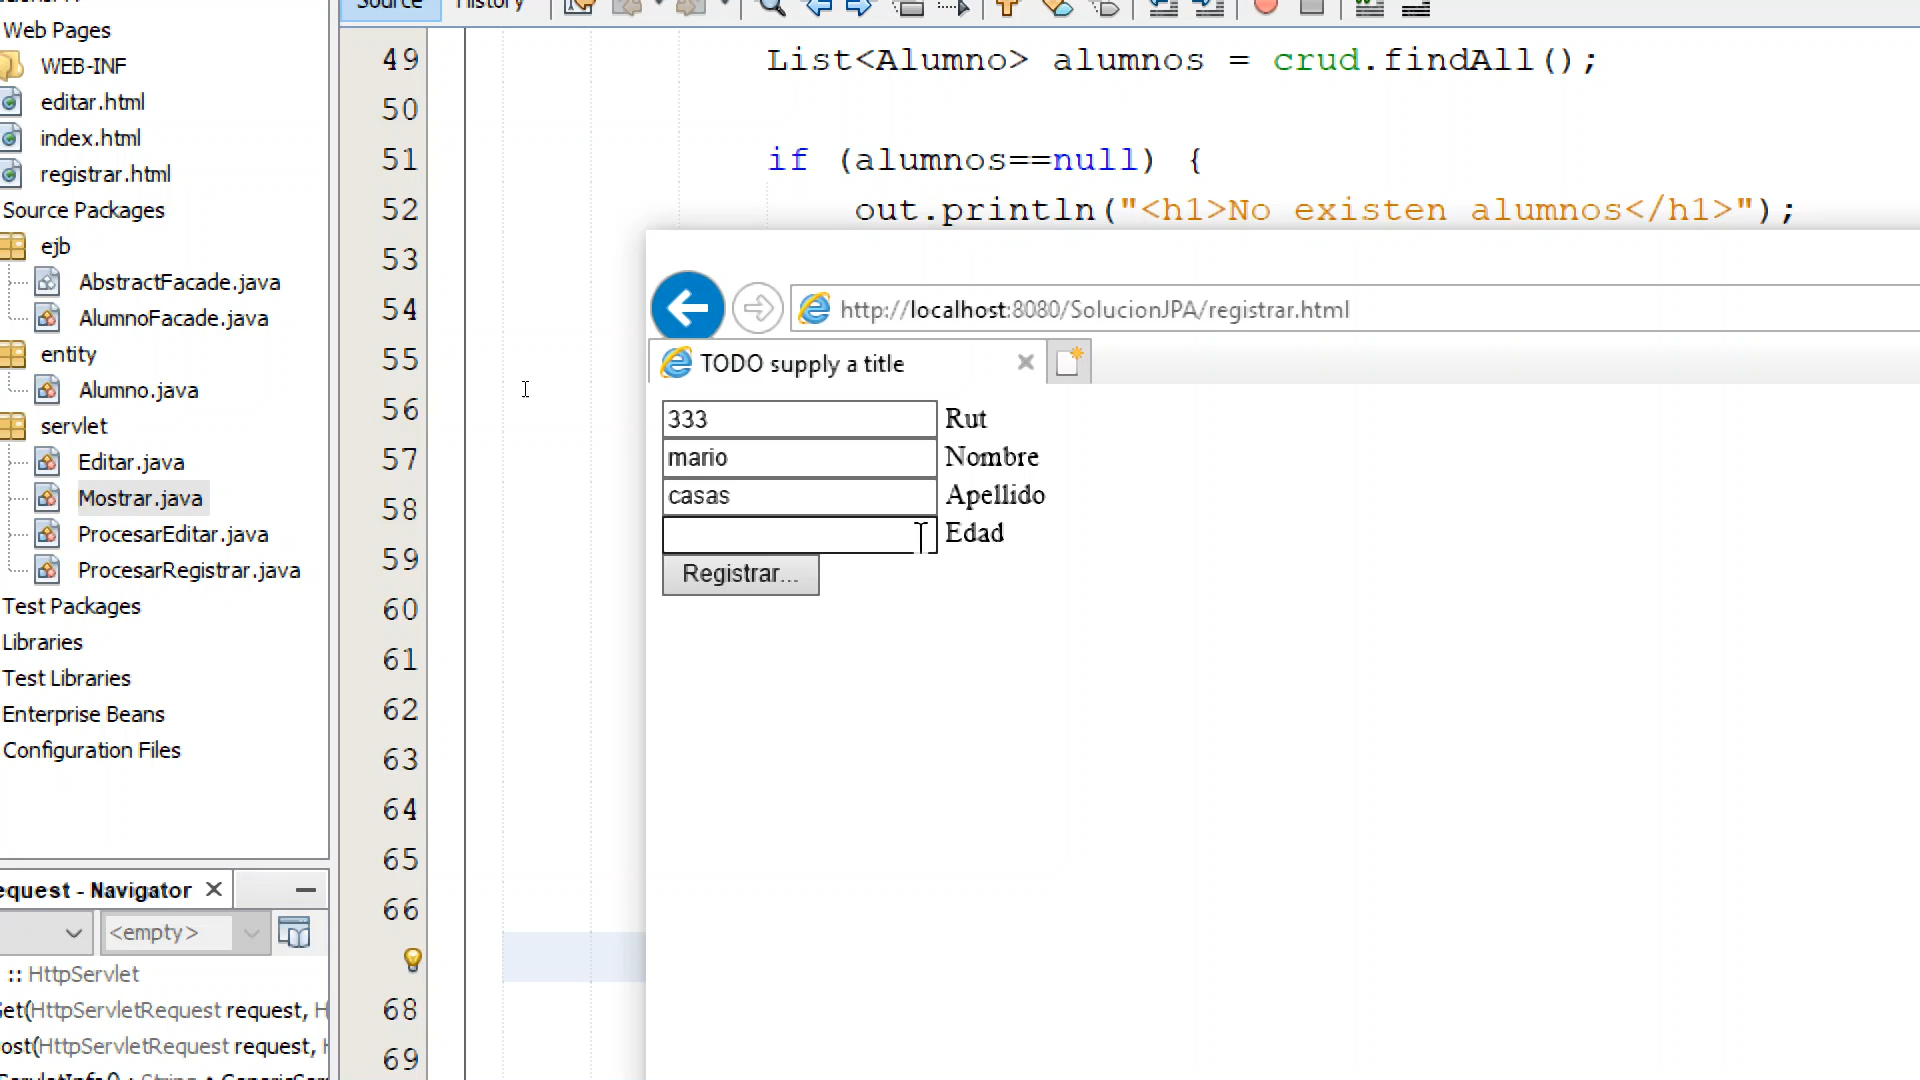 Source History
Web Pages
WEB-INF
editar.html
index.html
registrar.html
Source Packages
ejb
AbstractFacade.java
AlumnoFacade.java
entity
Alumno.java
servlet
Editar.java
Mostrar.java
ProcesarEditar.java
ProcesarRegistrar.java
Test Packages
Libraries
Test Libraries
Enterprise Beans
Configuration Files
equest - Navigator
<empty>
:: HttpServlet
et(HttpServletRequest request, H
ost(HttpServletRequest request,
49 List<Alumno> alumnos = crud.findAll();
50
51 if (alumnos==null) {
52 out.println("<h1>No existen alumnos</h1>");
53
54
55
56
57
58
59
60
61
62
63
64
65
66
68
69
http://localhost:8080/SolucionJPA/registrar.html
TODO supply a title
333 Rut
mario Nombre
casas Apellido
Edad
Registrar...